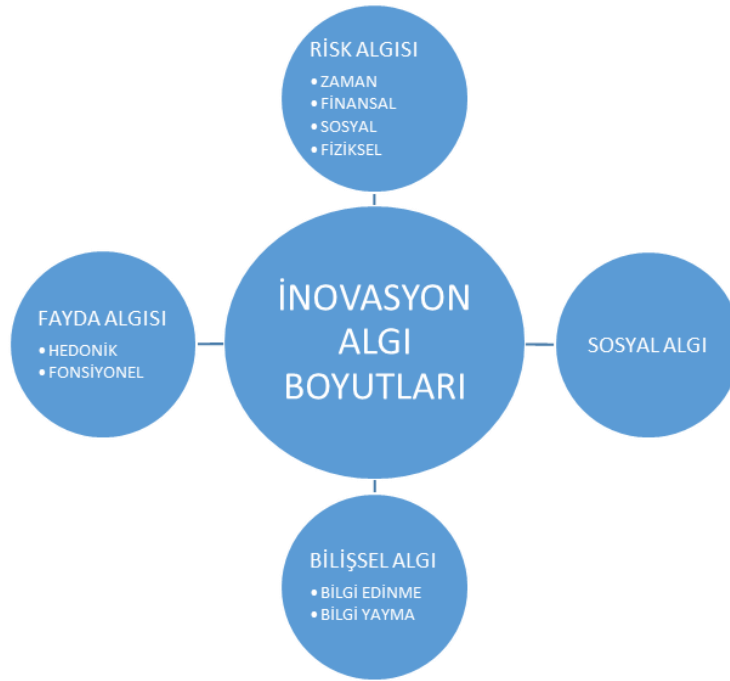 RİSK ALGISI
• ZAMAN
• FİNANSAL
• SOSYAL
• FİZİKSEL
FAYDA ALGISI
• HEDONİK
• FONSİYONEL
İNOVASYON
ALGI
BOYUTLARI
SOSYAL ALGI
BİLİŞSEL ALGI
• BİLGİ EDİNME
• BİLGİ YAYMA